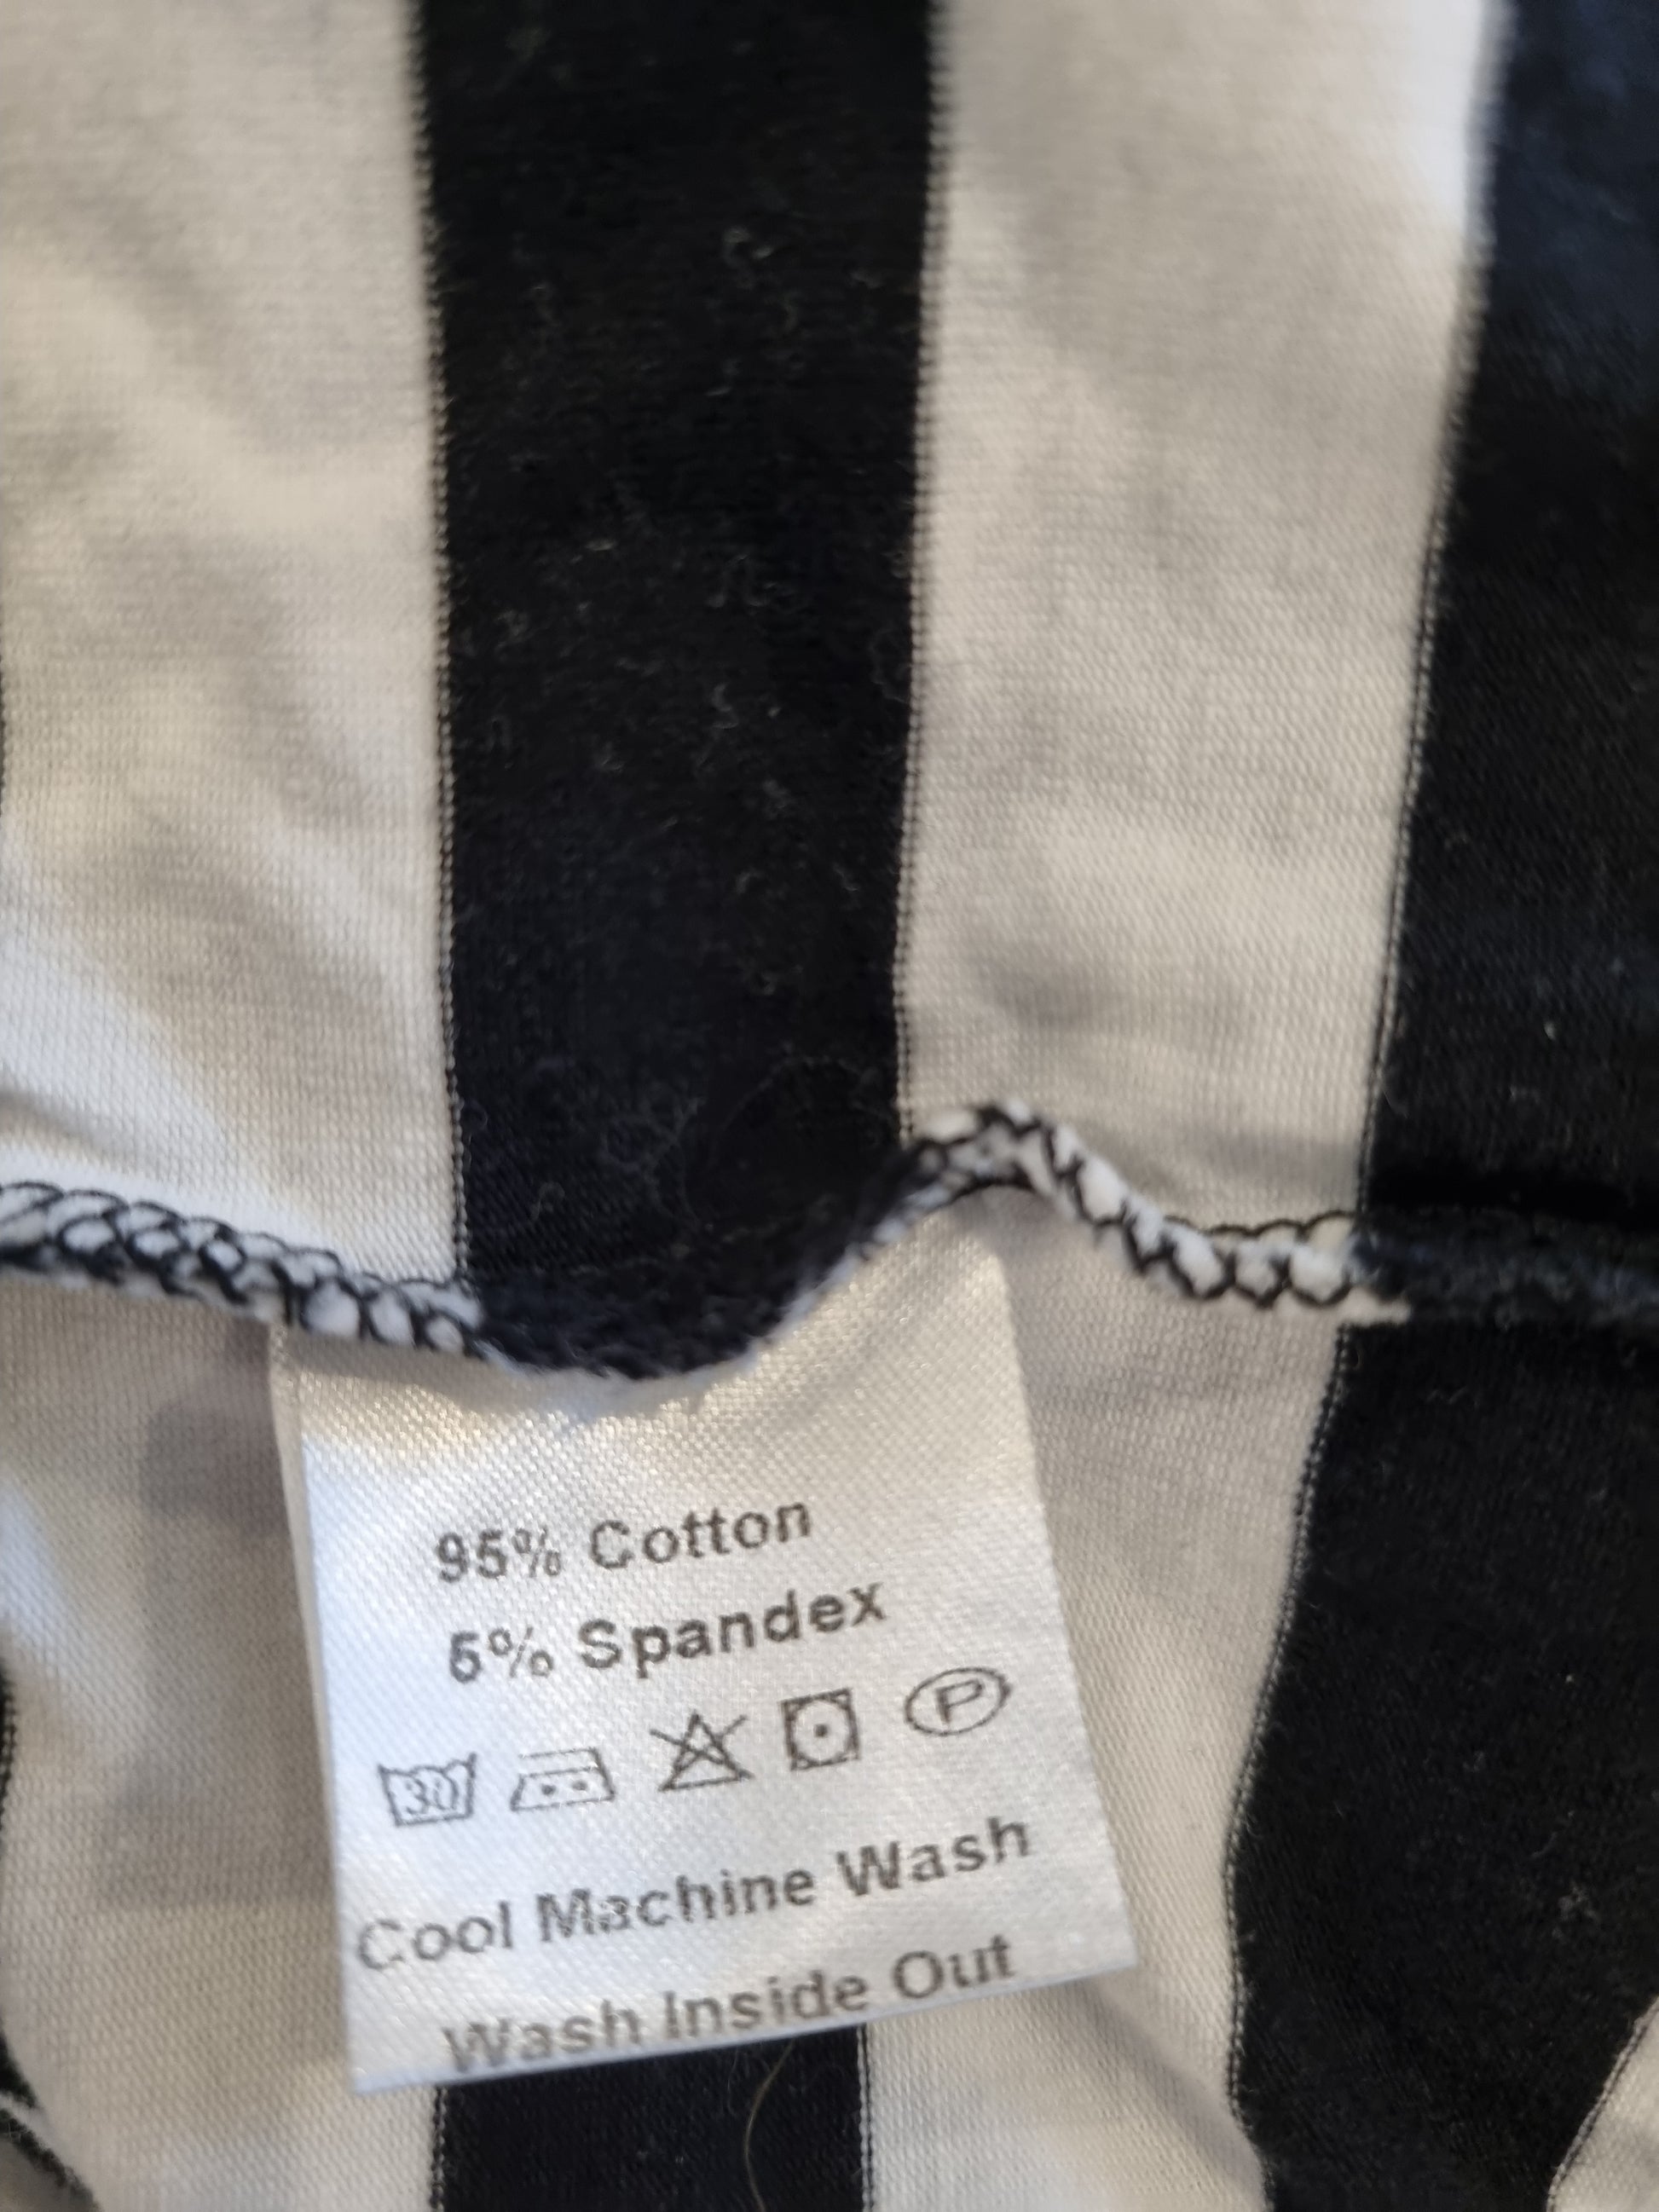 95% Cotton
5% Spandex
30 P
Cool Machine Wash
Wash Inside Out